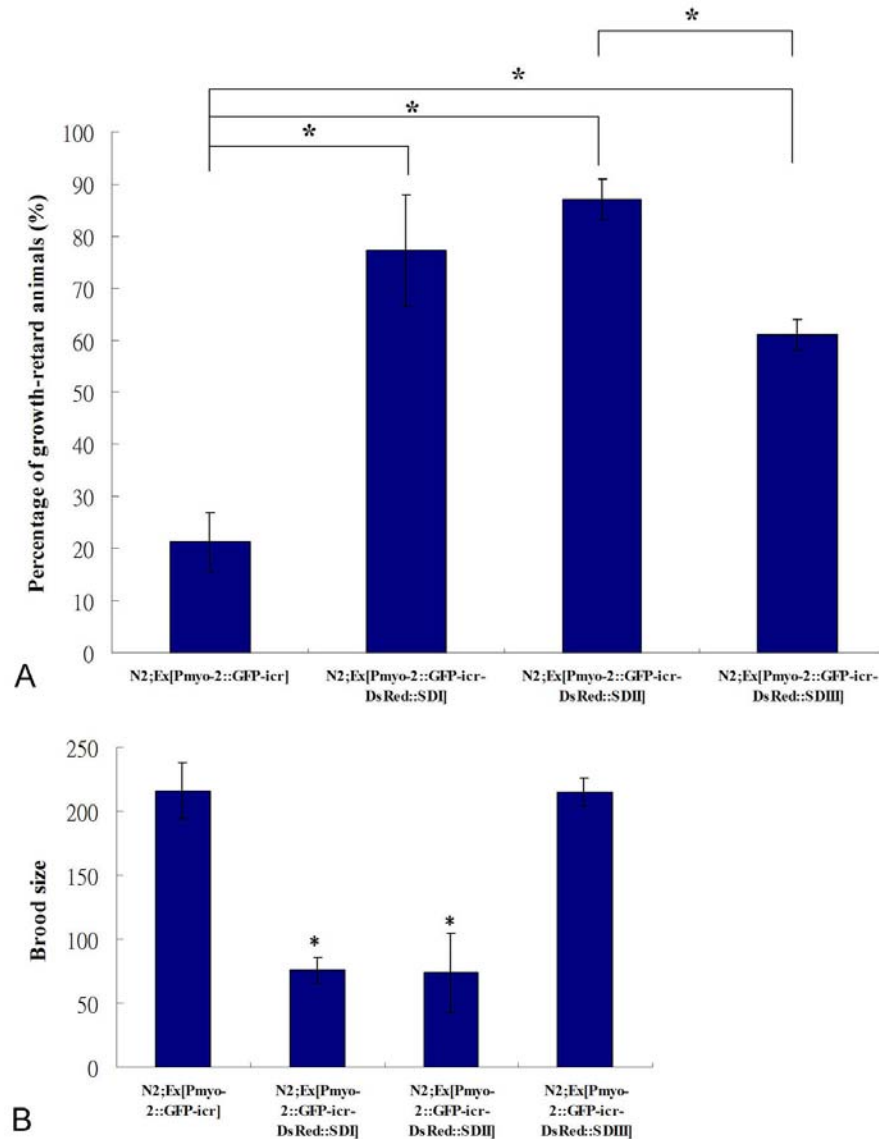 *
*
*
*
Percentage of growth-retard animals (%)
100
90
80
70
60
50
40
30
20
10
0
N2;Ex[Pmyo-2::GFP-icr]
N2;Ex[Pmyo-2::GFP-icr-
DsRed::SDI]
N2;Ex[Pmyo-2::GFP-icr-
DsRed::SDII]
N2;Ex[Pmyo-2::GFP-icr-
DsRed::SDIII]
A
Brood size
250
200
150
100
50
0
*
*
N2;Ex[Pmyo-
2::GFP-icr]
N2;Ex[Pmyo-
2::GFP-icr-
DsRed::SDI]
N2;Ex[Pmyo-
2::GFP-icr-
DsRed::SDII]
N2;Ex[Pmyo-
2::GFP-icr-
DsRed::SDIII]
B